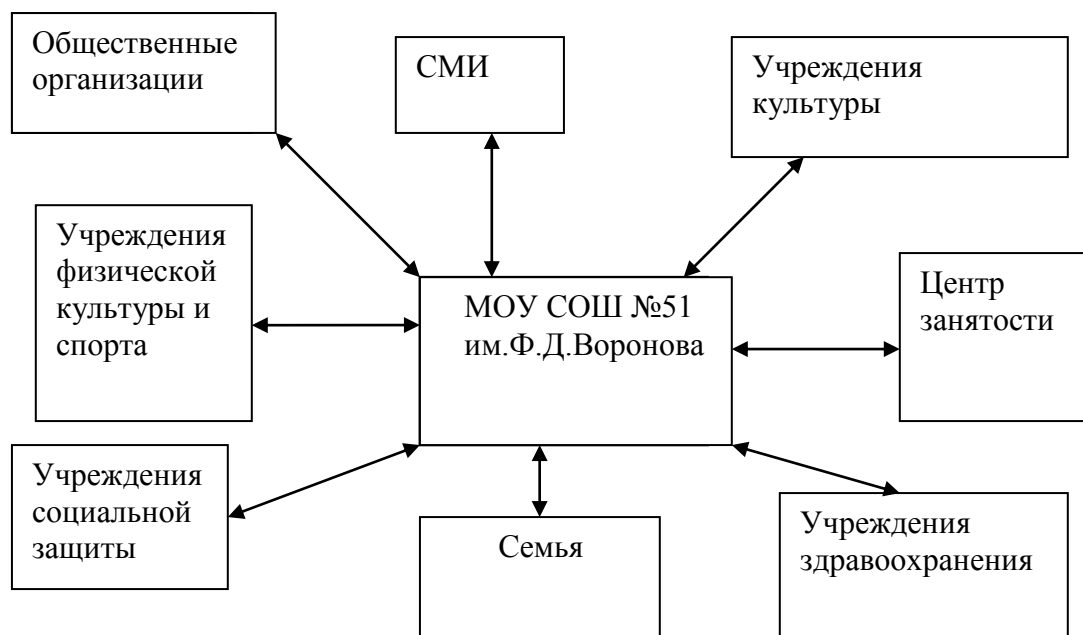 Общественные
организации
СМИ
Учреждения
культуры
Учреждения
физической
культуры и
спорта
МОУ СОШ №51
им.Ф.Д.Воронова
Центр
занятости
Учреждения
социальной
защиты
Семья
Учреждения
здравоохранения